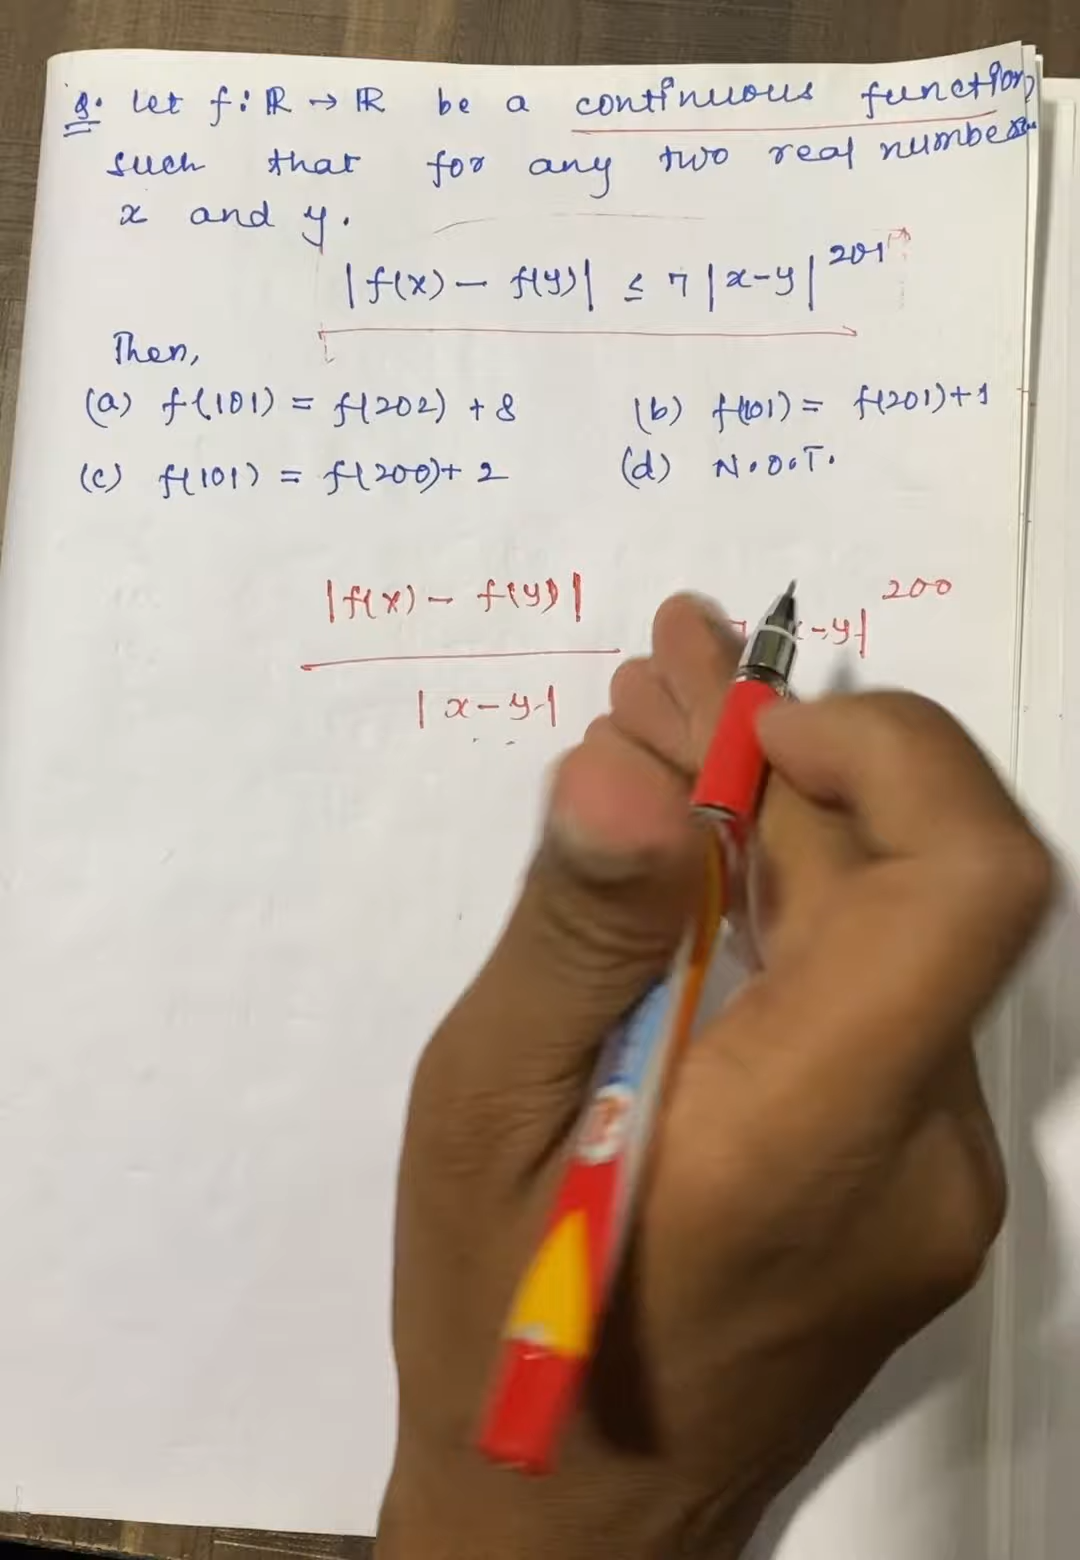 Q. Let f: ℝ → ℝ be a continuous function,
such that for any two real numbers
x and y.
|f(x) - f(y)| ≤ 7 |x-y|^201
Then,
(a) f(101) = f(202) + 8 (b) f(101) = f(201)+1
(c) f(101) = f(200)+ 2 (d) N.O.T.
|f(x) - f(y)| x-y|^200
|x-y|